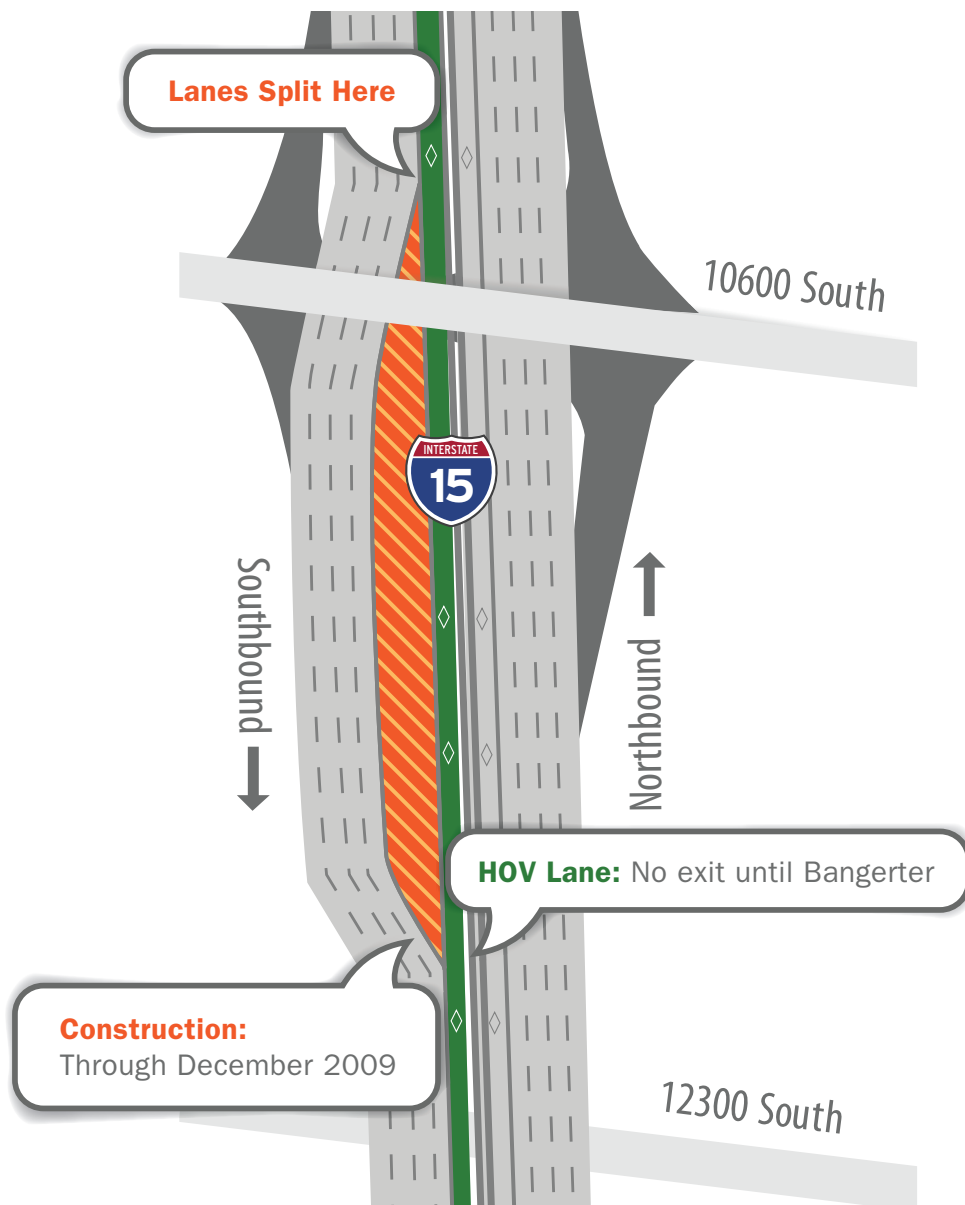 Lanes Split Here
10600 South
INTERSTATE
15
Southbound
Northbound
HOV Lane: No exit until Bangerter
Construction:
Through December 2009
12300 South